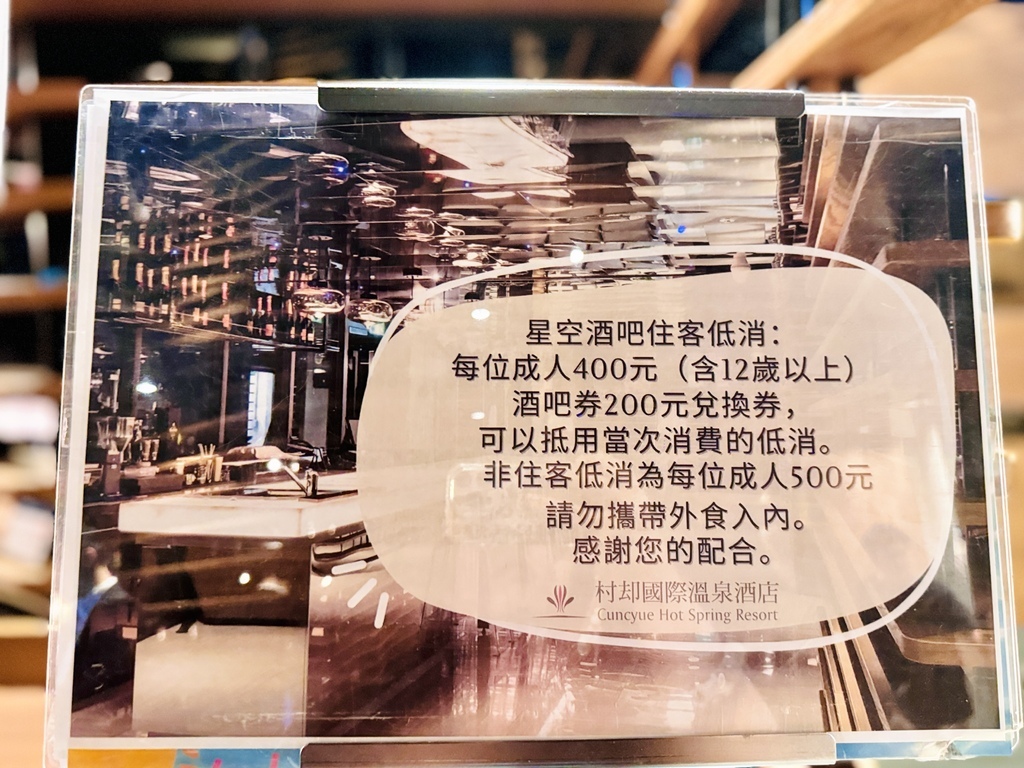 星空酒吧住客低消：
每位成人400元（含12歲以上）
酒吧券200元兌換券，
可以抵用當次消費的低消。
非住客低消為每位成人500元
請勿攜帶外食入內。
感謝您的配合。
村却國際溫泉酒店
Cuncyue Hot Spring Resort